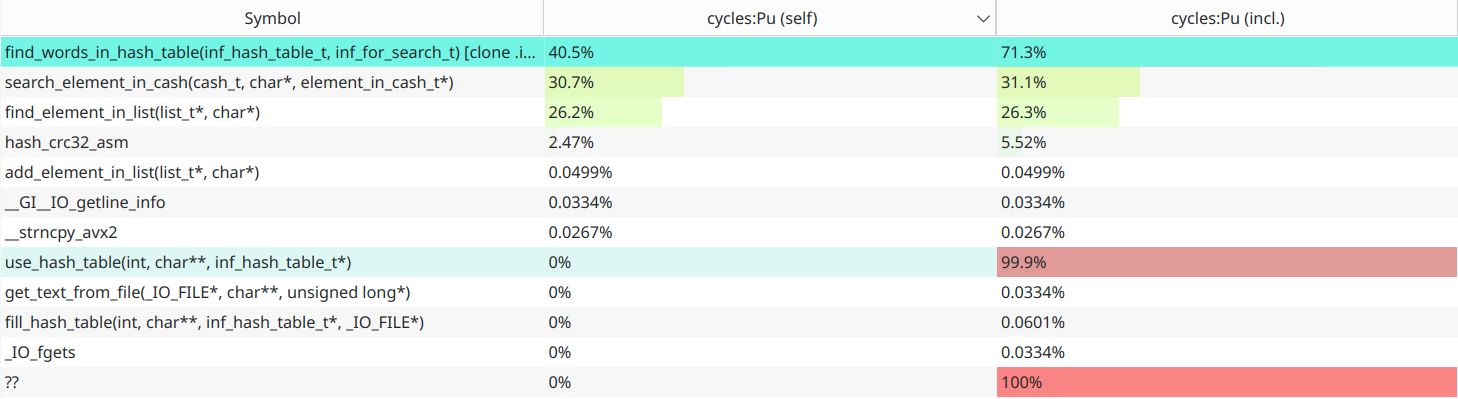 Symbol cycles:Pu (self) cycles:Pu (incl.)
find_words_in_hash_table(inf_hash_table_t, inf_for_search_t) [clone .i... 40.5% 71.3%
search_element_in_cash(cash_t, char*, element_in_cash_t*) 30.7% 31.1%
find_element_in_list(list_t*, char*) 26.2% 26.3%
hash_crc32_asm 2.47% 5.52%
add_element_in_list(list_t*, char*) 0.0499% 0.0499%
__GI__IO_getline_info 0.0334% 0.0334%
__strncpy_avx2 0.0267% 0.0267%
use_hash_table(int, char**, inf_hash_table_t*) 0% 99.9%
get_text_from_file(_IO_FILE*, char**, unsigned long*) 0% 0.0334%
fill_hash_table(int, char**, inf_hash_table_t*, _IO_FILE*) 0% 0.0601%
_IO_fgets 0% 0.0334%
?? 0% 100%